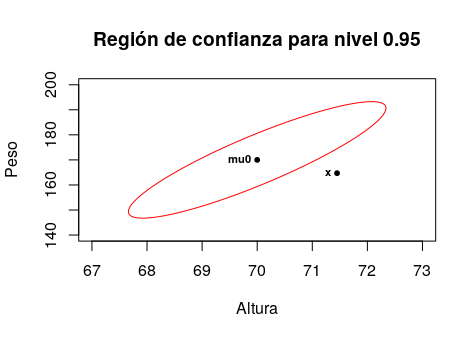 Región de confianza para nivel 0.95
Peso
200
180
160
140
mu0
x
67 68 69 70 71 72 73
Altura